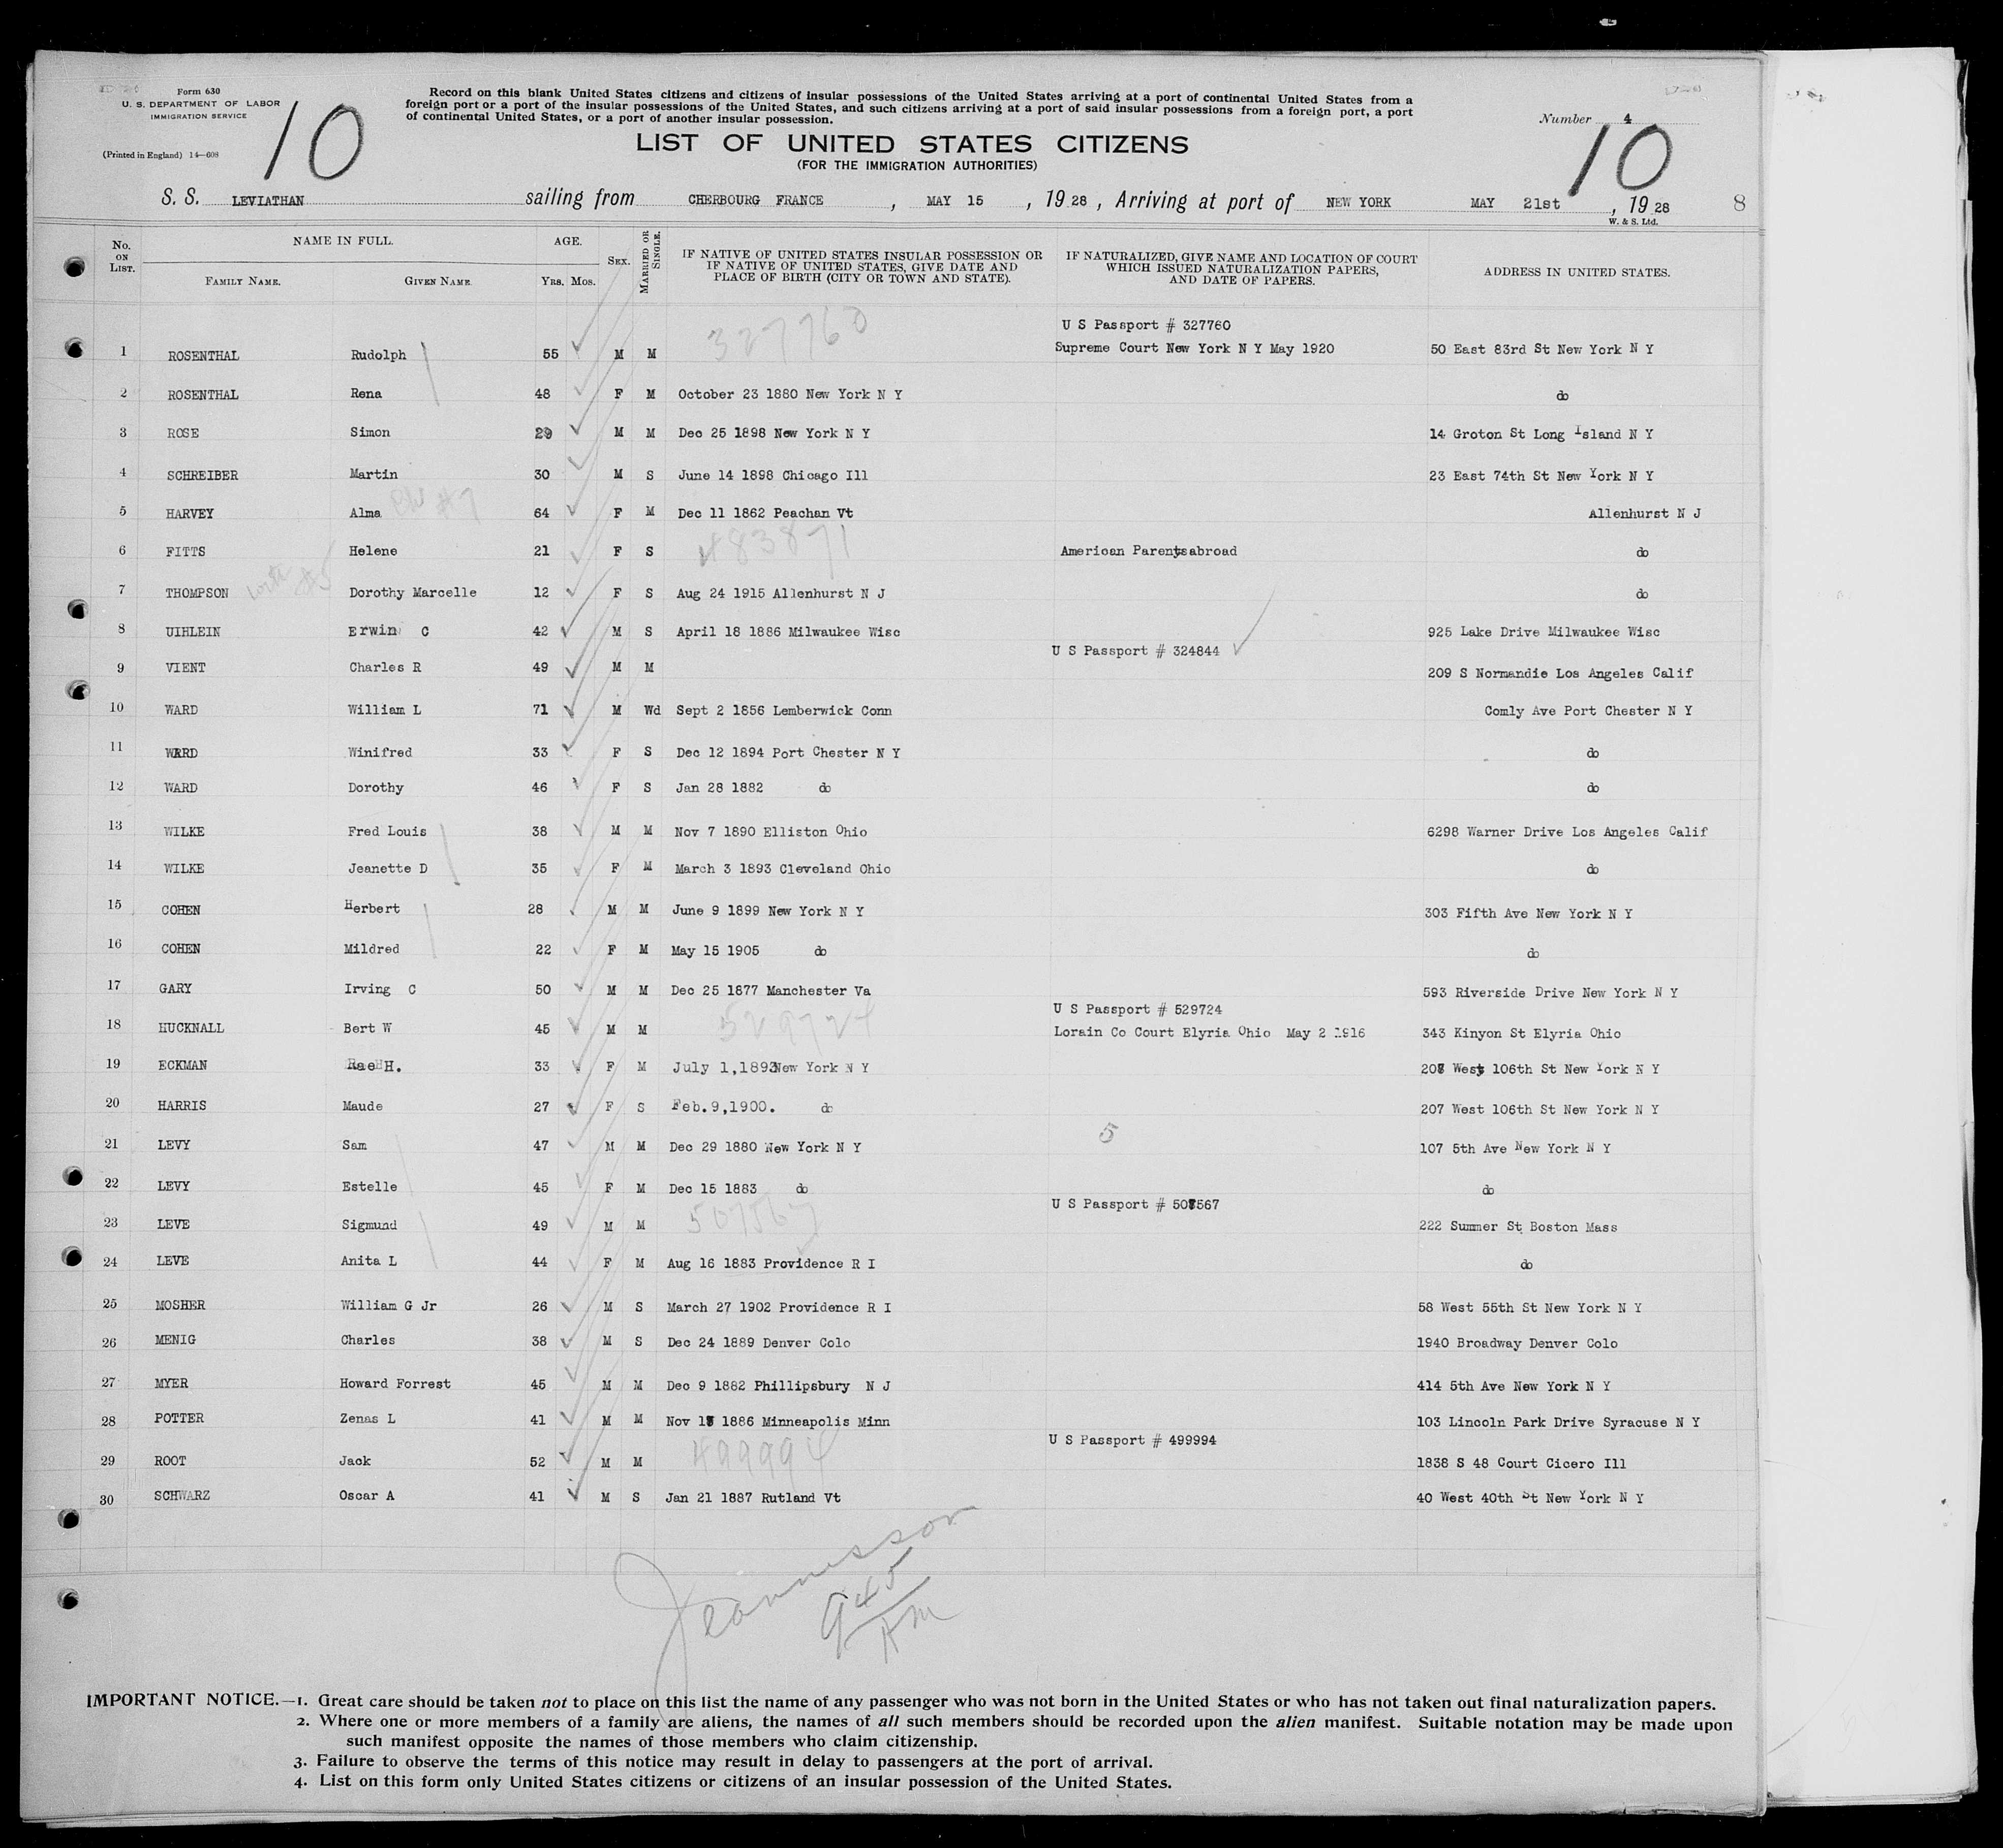 Form 630
U. S. DEPARTMENT OF LABOR
IMMIGRATION SERVICE
(Printed in England) 14—608
10
Record on this blank United States citizens and citizens of insular possessions of the United States arriving at a port of continental United States from a
foreign port or a port of the insular possessions of the United States, and such citizens arriving at a port of said insular possessions from a foreign port, a port
of continental United States, or a port of another insular possession.
Number 4
10
LIST OF UNITED STATES CITIZENS
(FOR THE IMMIGRATION AUTHORITIES)
S. S. LEVIATHAN sailing from CHERBOURG FRANCE, MAY 15, 1928, Arriving at port of NEW YORK MAY 21st, 1928 8
W. & S. Ltd.
No. ON LIST. NAME IN FULL. FAMILY NAME. GIVEN NAME. AGE. YRS. MOS. SEX. MARRIED OR SINGLE. IF NATIVE OF UNITED STATES INSULAR POSSESSION OR IF NATIVE OF UNITED STATES, GIVE DATE AND PLACE OF BIRTH (CITY OR TOWN AND STATE). IF NATURALIZED, GIVE NAME AND LOCATION OF COURT WHICH ISSUED NATURALIZATION PAPERS, AND DATE OF PAPERS. ADDRESS IN UNITED STATES.
327760 U S Passport # 327760
1 ROSENTHAL Rudolph 55 M M Supreme Court New York N Y May 1920 50 East 83rd St New York N Y
2 ROSENTHAL Rena 48 F M October 23 1880 New York N Y do
3 ROSE Simon 29 M M Dec 25 1898 New York N Y 14 Groton St Long Island N Y
4 SCHREIBER Martin 30 M S June 14 1898 Chicago Ill 23 East 74th St New York N Y
5 HARVEY Alma #7 64 F M Dec 11 1862 Peachan Vt Allenhurst N J
6 FITTS Helene 21 F S 483871 American Parents abroad do
7 THOMPSON with #5 Dorothy Marcelle 12 F S Aug 24 1915 Allenhurst N J do
8 UIHLEIN Erwin C 42 M S April 18 1886 Milwaukee Wisc 925 Lake Drive Milwaukee Wisc
U S Passport # 324844
9 VIENT Charles R 49 M M 209 S Normandie Los Angeles Calif
10 WARD William L 71 M Wd Sept 2 1856 Lemberwick Conn Comly Ave Port Chester N Y
11 WARD Winifred 33 F S Dec 12 1894 Port Chester N Y do
12 WARD Dorothy 46 F S Jan 28 1882 do do
13 WILKE Fred Louis 38 M M Nov 7 1890 Elliston Ohio 6298 Warner Drive Los Angeles Calif
14 WILKE Jeanette D 35 F M March 3 1893 Cleveland Ohio do
15 COHEN Herbert 28 M M June 9 1899 New York N Y 303 Fifth Ave New York N Y
16 COHEN Mildred 22 F M May 15 1905 do do
17 GARY Irving C 50 M M Dec 25 1877 Manchester Va 593 Riverside Drive New York N Y
U S Passport # 529724
18 HUCKNALL Bert W 45 M M 529724 Lorain Co Court Elyria Ohio May 2 1916 343 Kinyon St Elyria Ohio
19 ECKMAN Rae H. 33 F M July 1,1893 New York N Y 207 West 106th St New York N Y
20 HARRIS Maude 27 F S Feb.9,1900. do 207 West 106th St New York N Y
5
21 LEVY Sam 47 M M Dec 29 1880 New York N Y 107 5th Ave New York N Y
22 LEVY Estelle 45 F M Dec 15 1883 do do
U S Passport # 507567
23 LEVE Sigmund 49 M M 507567 222 Summer St Boston Mass
24 LEVE Anita L 44 F M Aug 16 1883 Providence R I do
25 MOSHER William G Jr 26 M S March 27 1902 Providence R I 58 West 55th St New York N Y
26 MENIG Charles 38 M S Dec 24 1889 Denver Colo 1940 Broadway Denver Colo
27 MYER Howard Forrest 45 M M Dec 9 1882 Phillipsbury N J 414 5th Ave New York N Y
28 POTTER Zenas L 41 M M Nov 1886 Minneapolis Minn 103 Lincoln Park Drive Syracuse N Y
U S Passport # 499994
29 ROOT Jack 52 M M 499994 1838 S 48 Court Cicero Ill
30 SCHWARZ Oscar A 41 M S Jan 21 1887 Rutland Vt 40 West 40th St New York N Y
945
AM
IMPORTANT NOTICE.—1. Great care should be taken not to place on this list the name of any passenger who was not born in the United States or who has not taken out final naturalization papers.
2. Where one or more members of a family are aliens, the names of all such members should be recorded upon the alien manifest. Suitable notation may be made upon
such manifest opposite the names of those members who claim citizenship.
3. Failure to observe the terms of this notice may result in delay to passengers at the port of arrival.
4. List on this form only United States citizens or citizens of an insular possession of the United States.